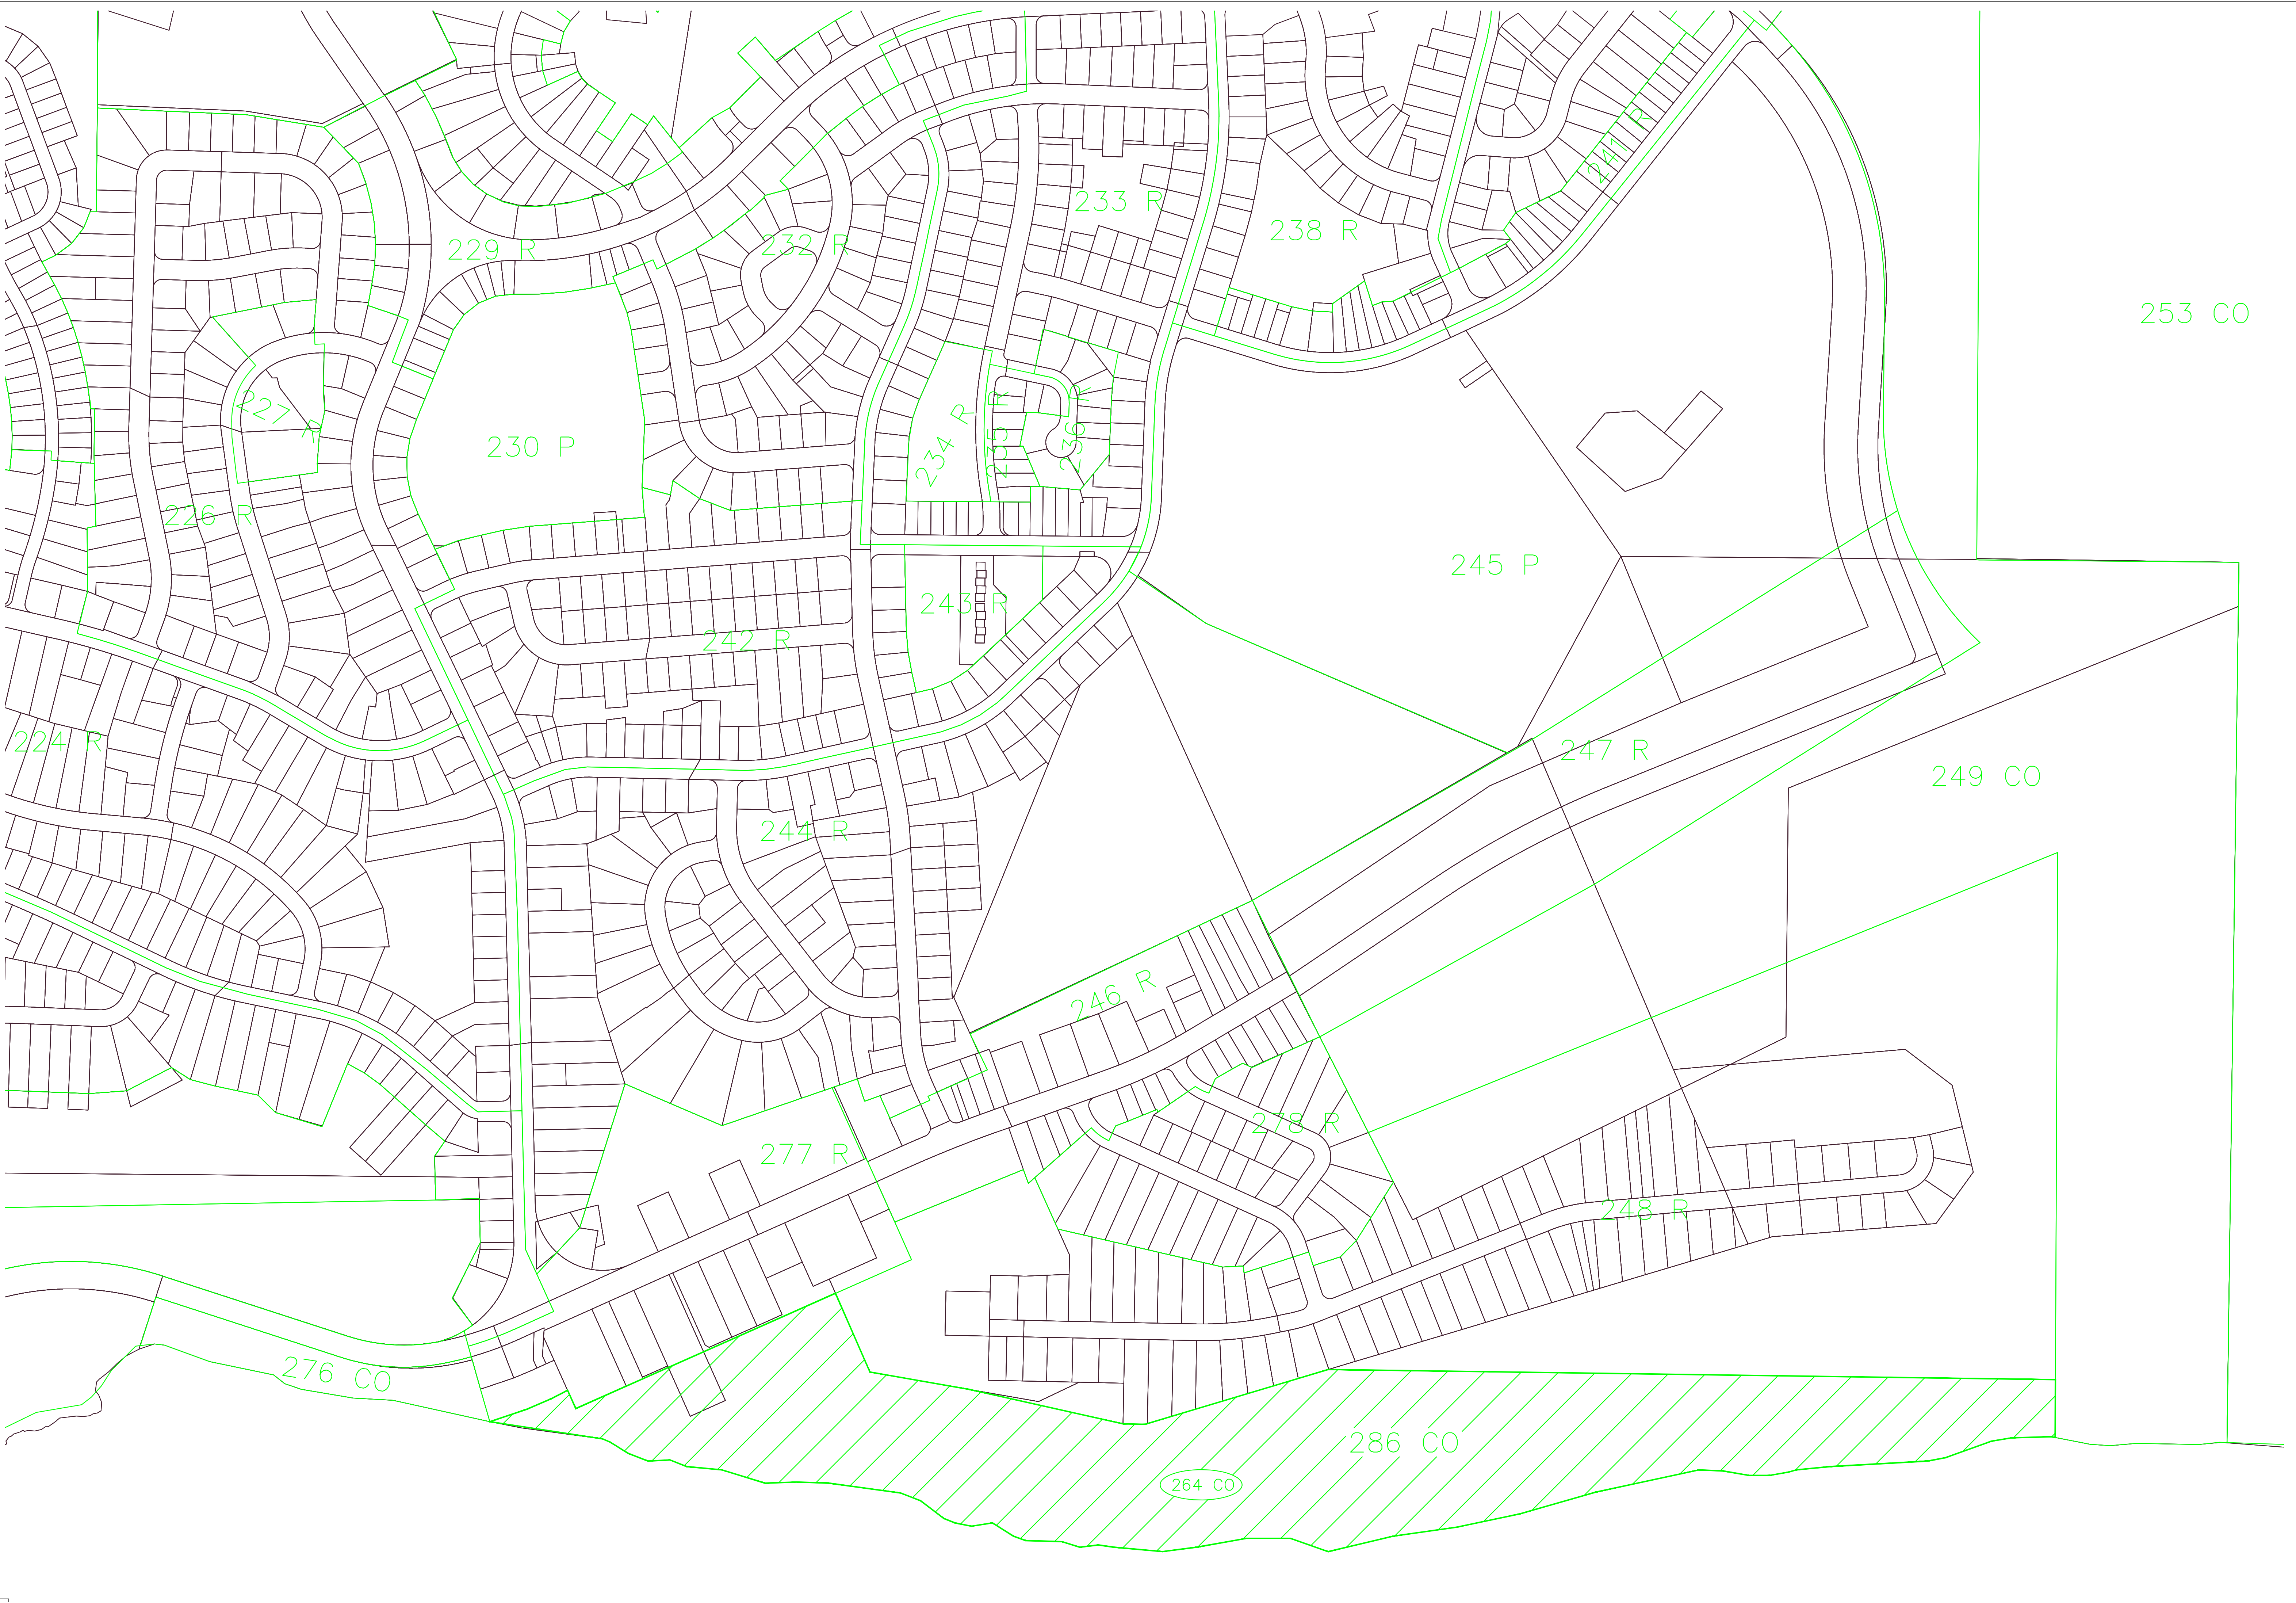 241 R
233 R
238 R
229 R
232 R
253 CO
227 R
230 P
234 R
235 R
236 R
226 R
245 P
243 R
242 R
224 R
247 R
249 CO
244 R
246 R
278 R
277 R
248 R
276 CO
286 CO
264 CO